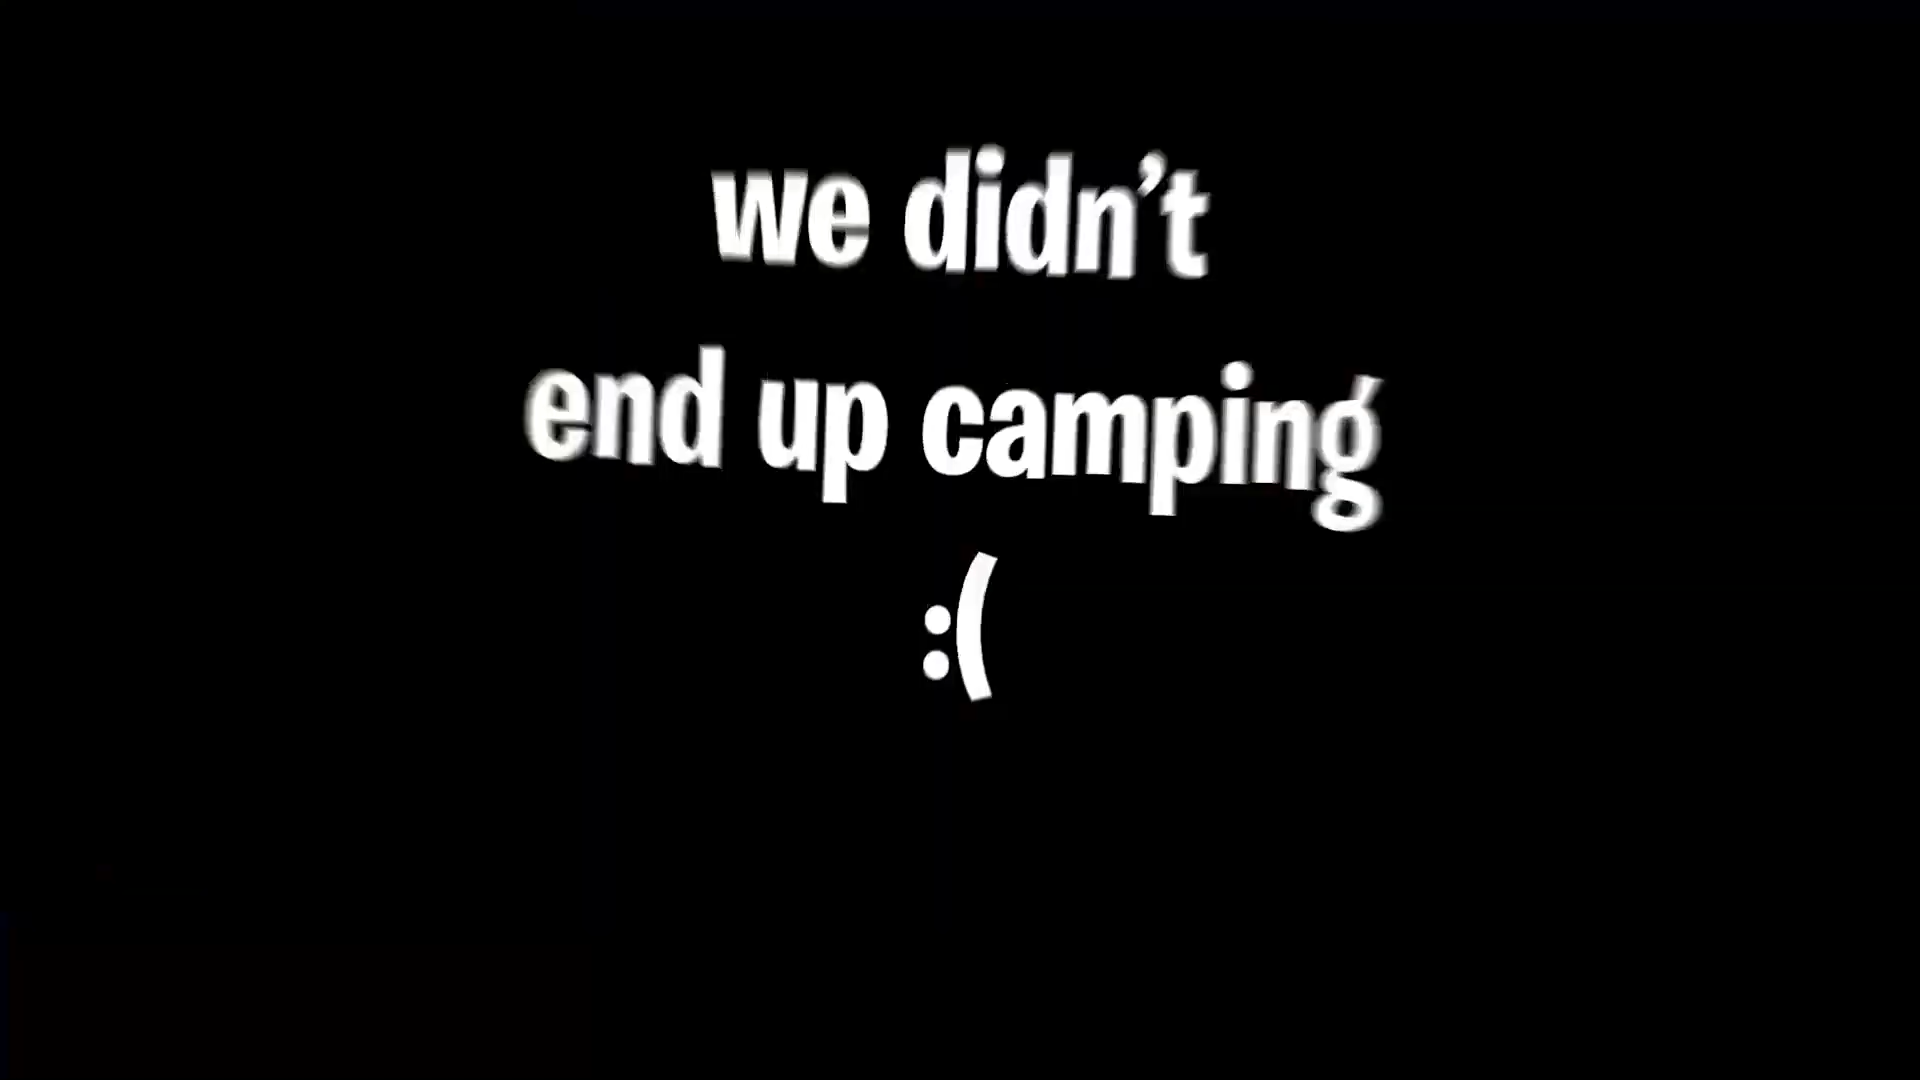 we didn’t
end up camping
:(